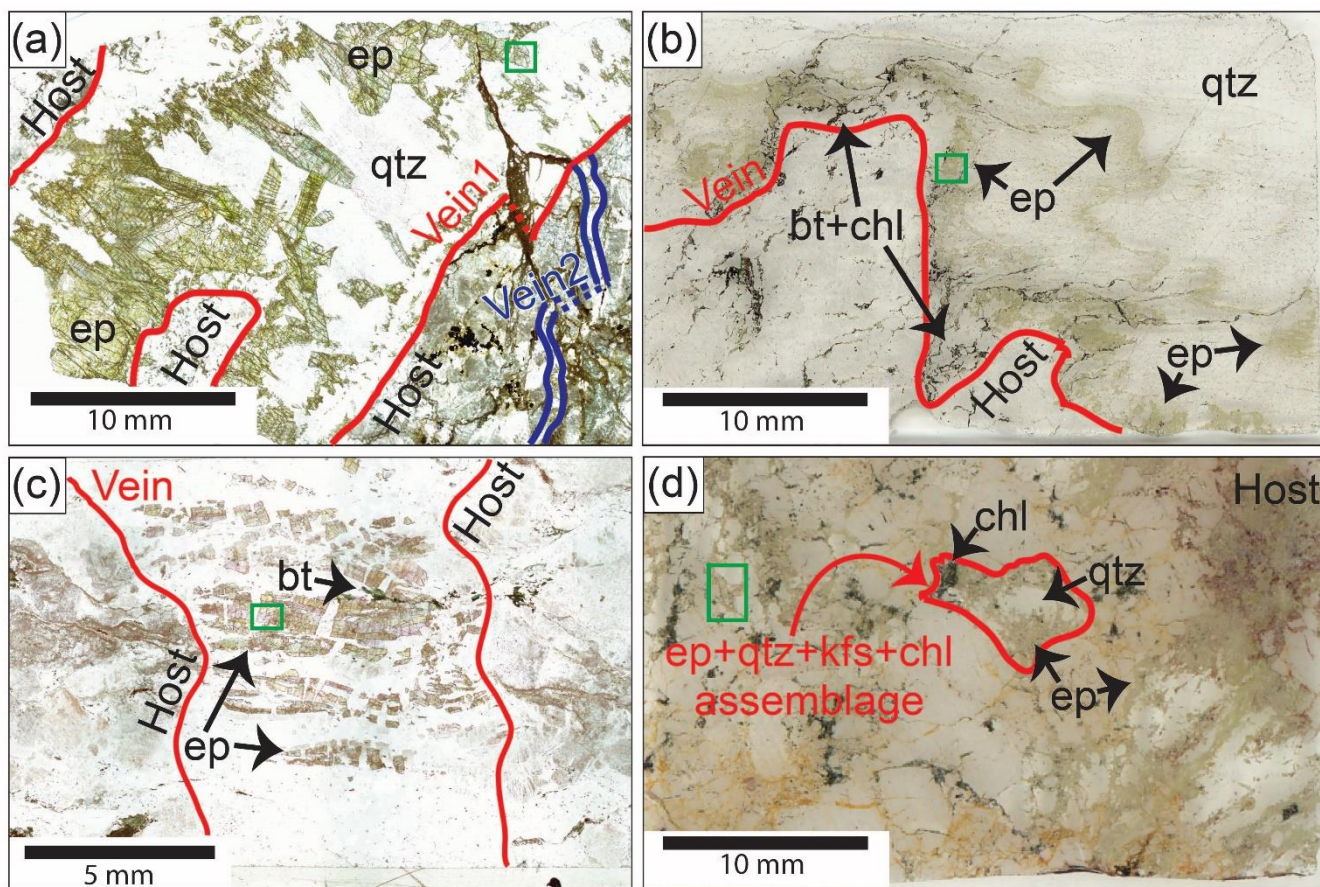 (a)
Host
ep
qtz
Vein1
Vein2
ep
Host
Host
10 mm
(b)
qtz
Vein
ep
bt+chl
Host
ep
10 mm
(c)
Vein
Host
bt
Host
ep
5 mm
(d)
Host
chl
qtz
ep+qtz+kfs+chl
assemblage
ep
10 mm